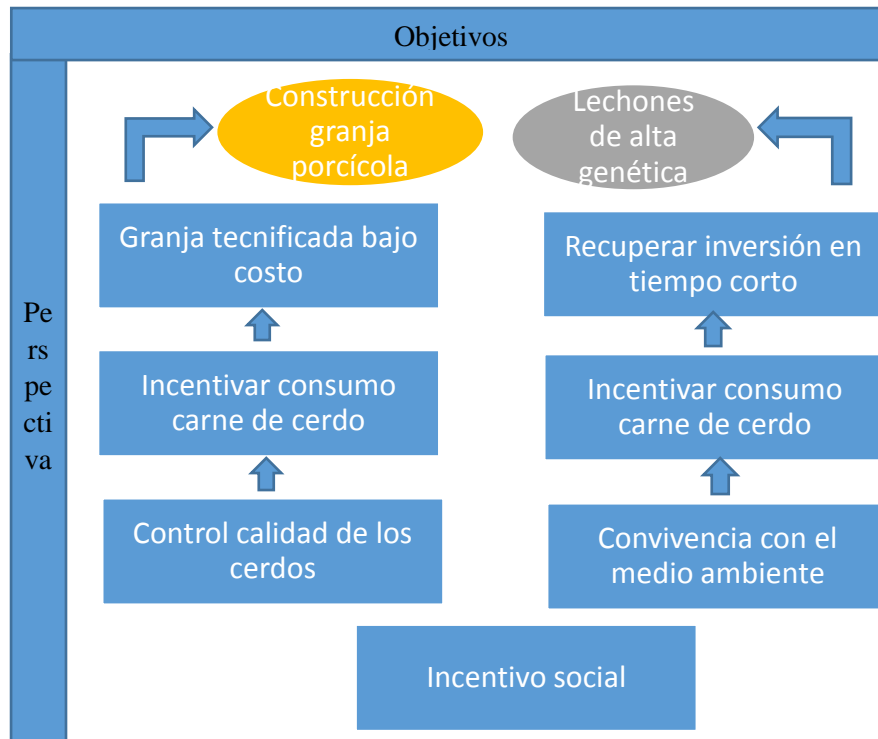 Objetivos
Construcción
granja
porcícola
Lechones
de alta
genética
Granja tecnificada bajo
costo
Recuperar inversión en
tiempo corto
Pe
rs
pe
cti
va
Incentivar consumo
carne de cerdo
Incentivar consumo
carne de cerdo
Control calidad de los
cerdos
Convivencia con el
medio ambiente
Incentivo social